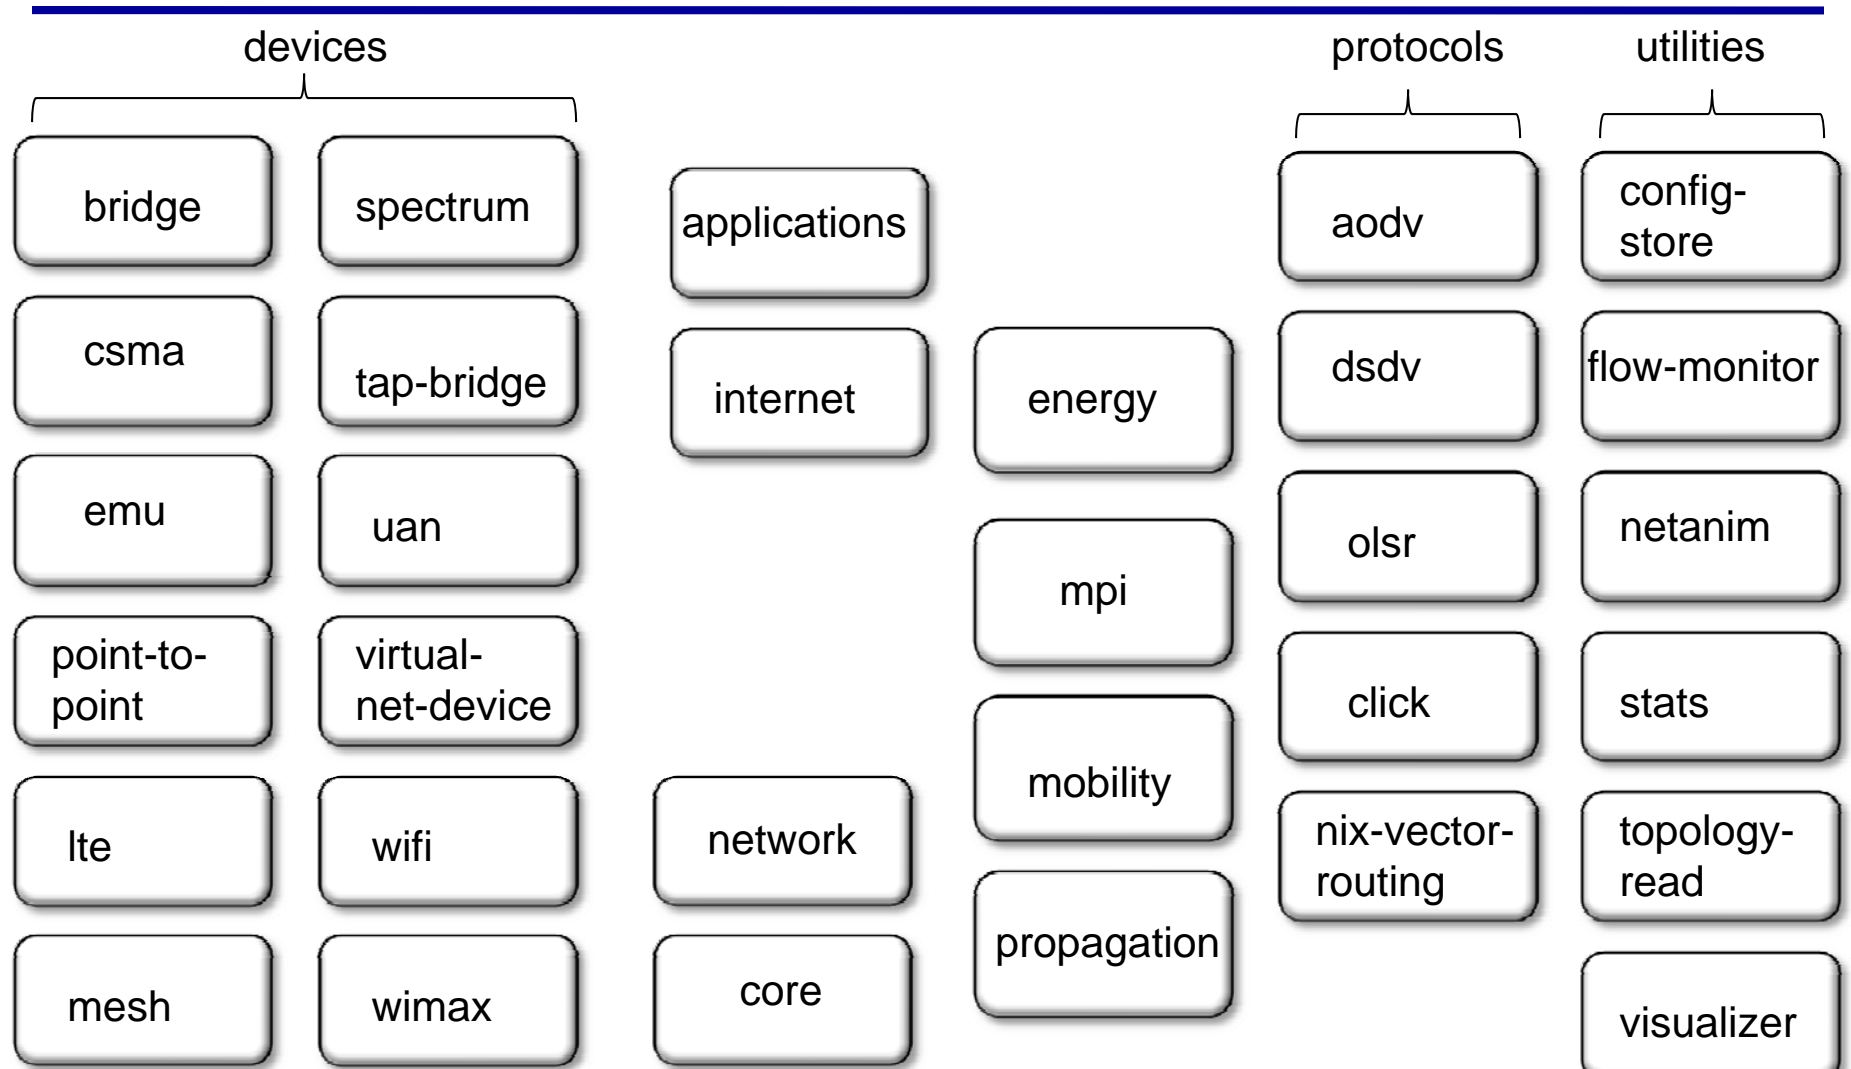 devices
protocols
utilities
bridge
csma
emu
point-to-
point
lte
mesh
spectrum
tap-bridge
uan
virtual-
net-device
wifi
wimax
applications
internet
network
core
energy
mpi
mobility
propagation
aodv
dsdv
olsr
click
nix-vector-
routing
config-
store
flow-monitor
netanim
stats
topology-
read
visualizer